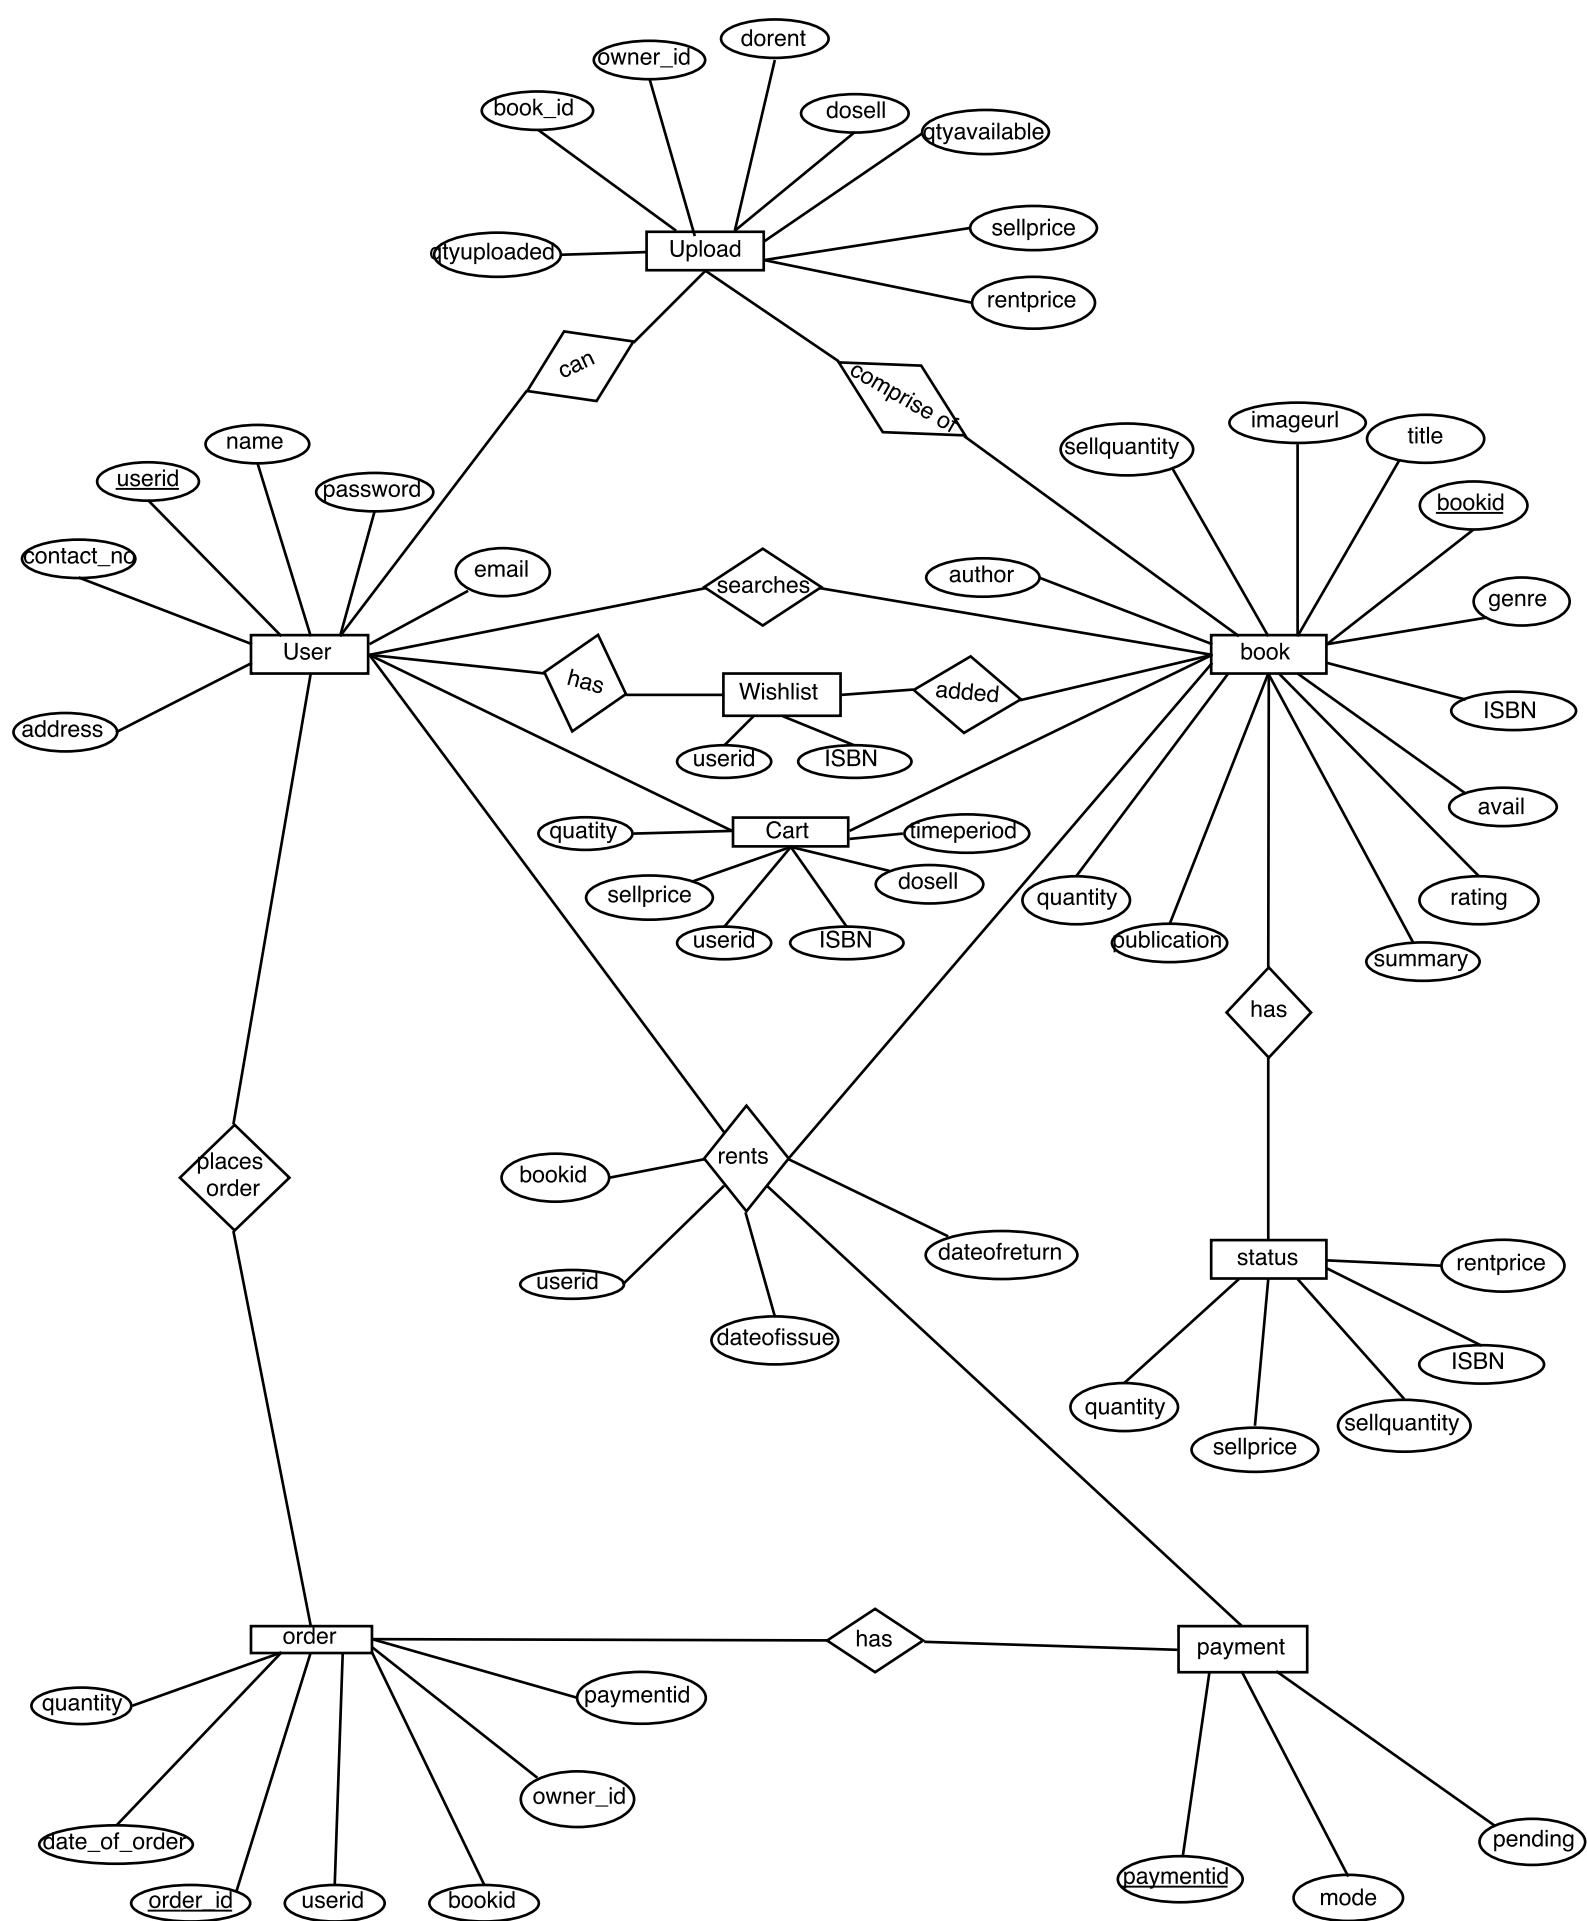 dorent
owner_id
book_id
dosell
qtyavailable
sellprice
qtyuploaded
Upload
rentprice
can
comprise of
imageurl
title
name
sellquantity
userid
password
bookid
contact_no
email
author
searches
genre
User
book
has
Wishlist
added
ISBN
address
userid
ISBN
avail
quatity
Cart
timeperiod
sellprice
dosell
quantity
rating
userid
ISBN
publication
summary
has
places
order
rents
bookid
dateofreturn
status
rentprice
userid
dateofissue
ISBN
quantity
sellquantity
sellprice
order
has
payment
quantity
paymentid
owner_id
date_of_order
pending
order_id
userid
bookid
paymentid
mode